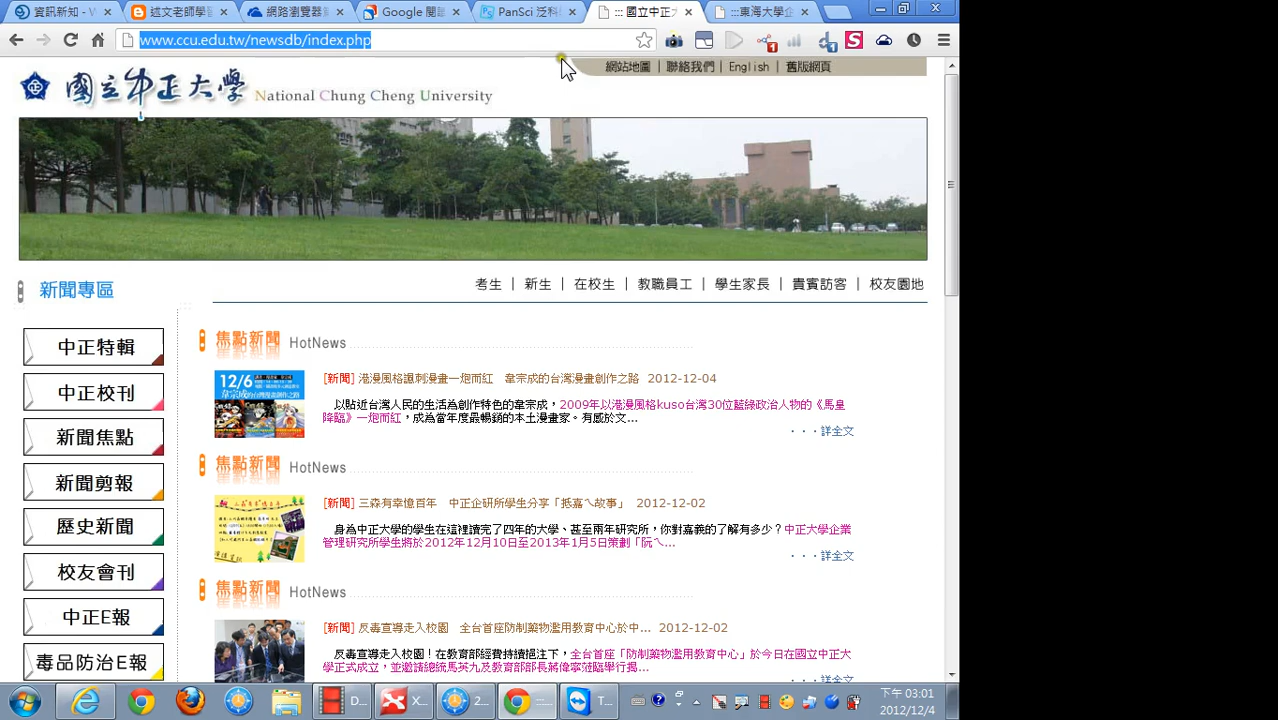 資訊新知 - W
述文老師學習
網路瀏覽器策
Google 閱讀
PanSci 泛科
::: 國立中正大
:::東海大學企
www.ccu.edu.tw/newsdb/index.php
網站地圖 | 聯絡我們 | English | 舊版網頁
國立中正大學 National Chung Cheng University
考生 | 新生 | 在校生 | 教職員工 | 學生家長 | 貴賓訪客 | 校友園地
新聞專區
中正特輯
中正校刊
新聞焦點
新聞剪報
歷史新聞
校友會刊
中正E報
毒品防治E報
焦點新聞 HotNews
12/6
[新聞] 港漫風格諷刺漫畫一炮而紅 韋宗成的台灣漫畫創作之路 2012-12-04
以貼近台灣人民的生活為創作特色的韋宗成，2009年以港漫風格kuso台灣30位藍綠政治人物的《馬皇
降臨》一炮而紅，成為當年度最暢銷的本土漫畫家。有感於文...
・・・詳全文
焦點新聞 HotNews
[新聞] 三森有幸憶百年 中正企研所學生分享「抵嘉ㄟ故事」 2012-12-02
身為中正大學的學生在這裡讀完了四年的大學、甚至兩年研究所，你對嘉義的了解有多少？中正大學企業
管理研究所學生將於2012年12月10日至2013年1月5日策劃「阮ㄟ...
・・・詳全文
焦點新聞 HotNews
[新聞] 反毒宣導走入校園 全台首座防制藥物濫用教育中心於中... 2012-12-02
反毒宣導走入校園！在教育部經費持續挹注下，全台首座「防制藥物濫用教育中心」於今日在國立中正大
學正式成立，並邀請總統馬英九及教育部部長蔣偉寧蒞臨舉行揭...
・・・詳全文
D...
X...
2...
:::...
T...
下午 03:01
2012/12/4